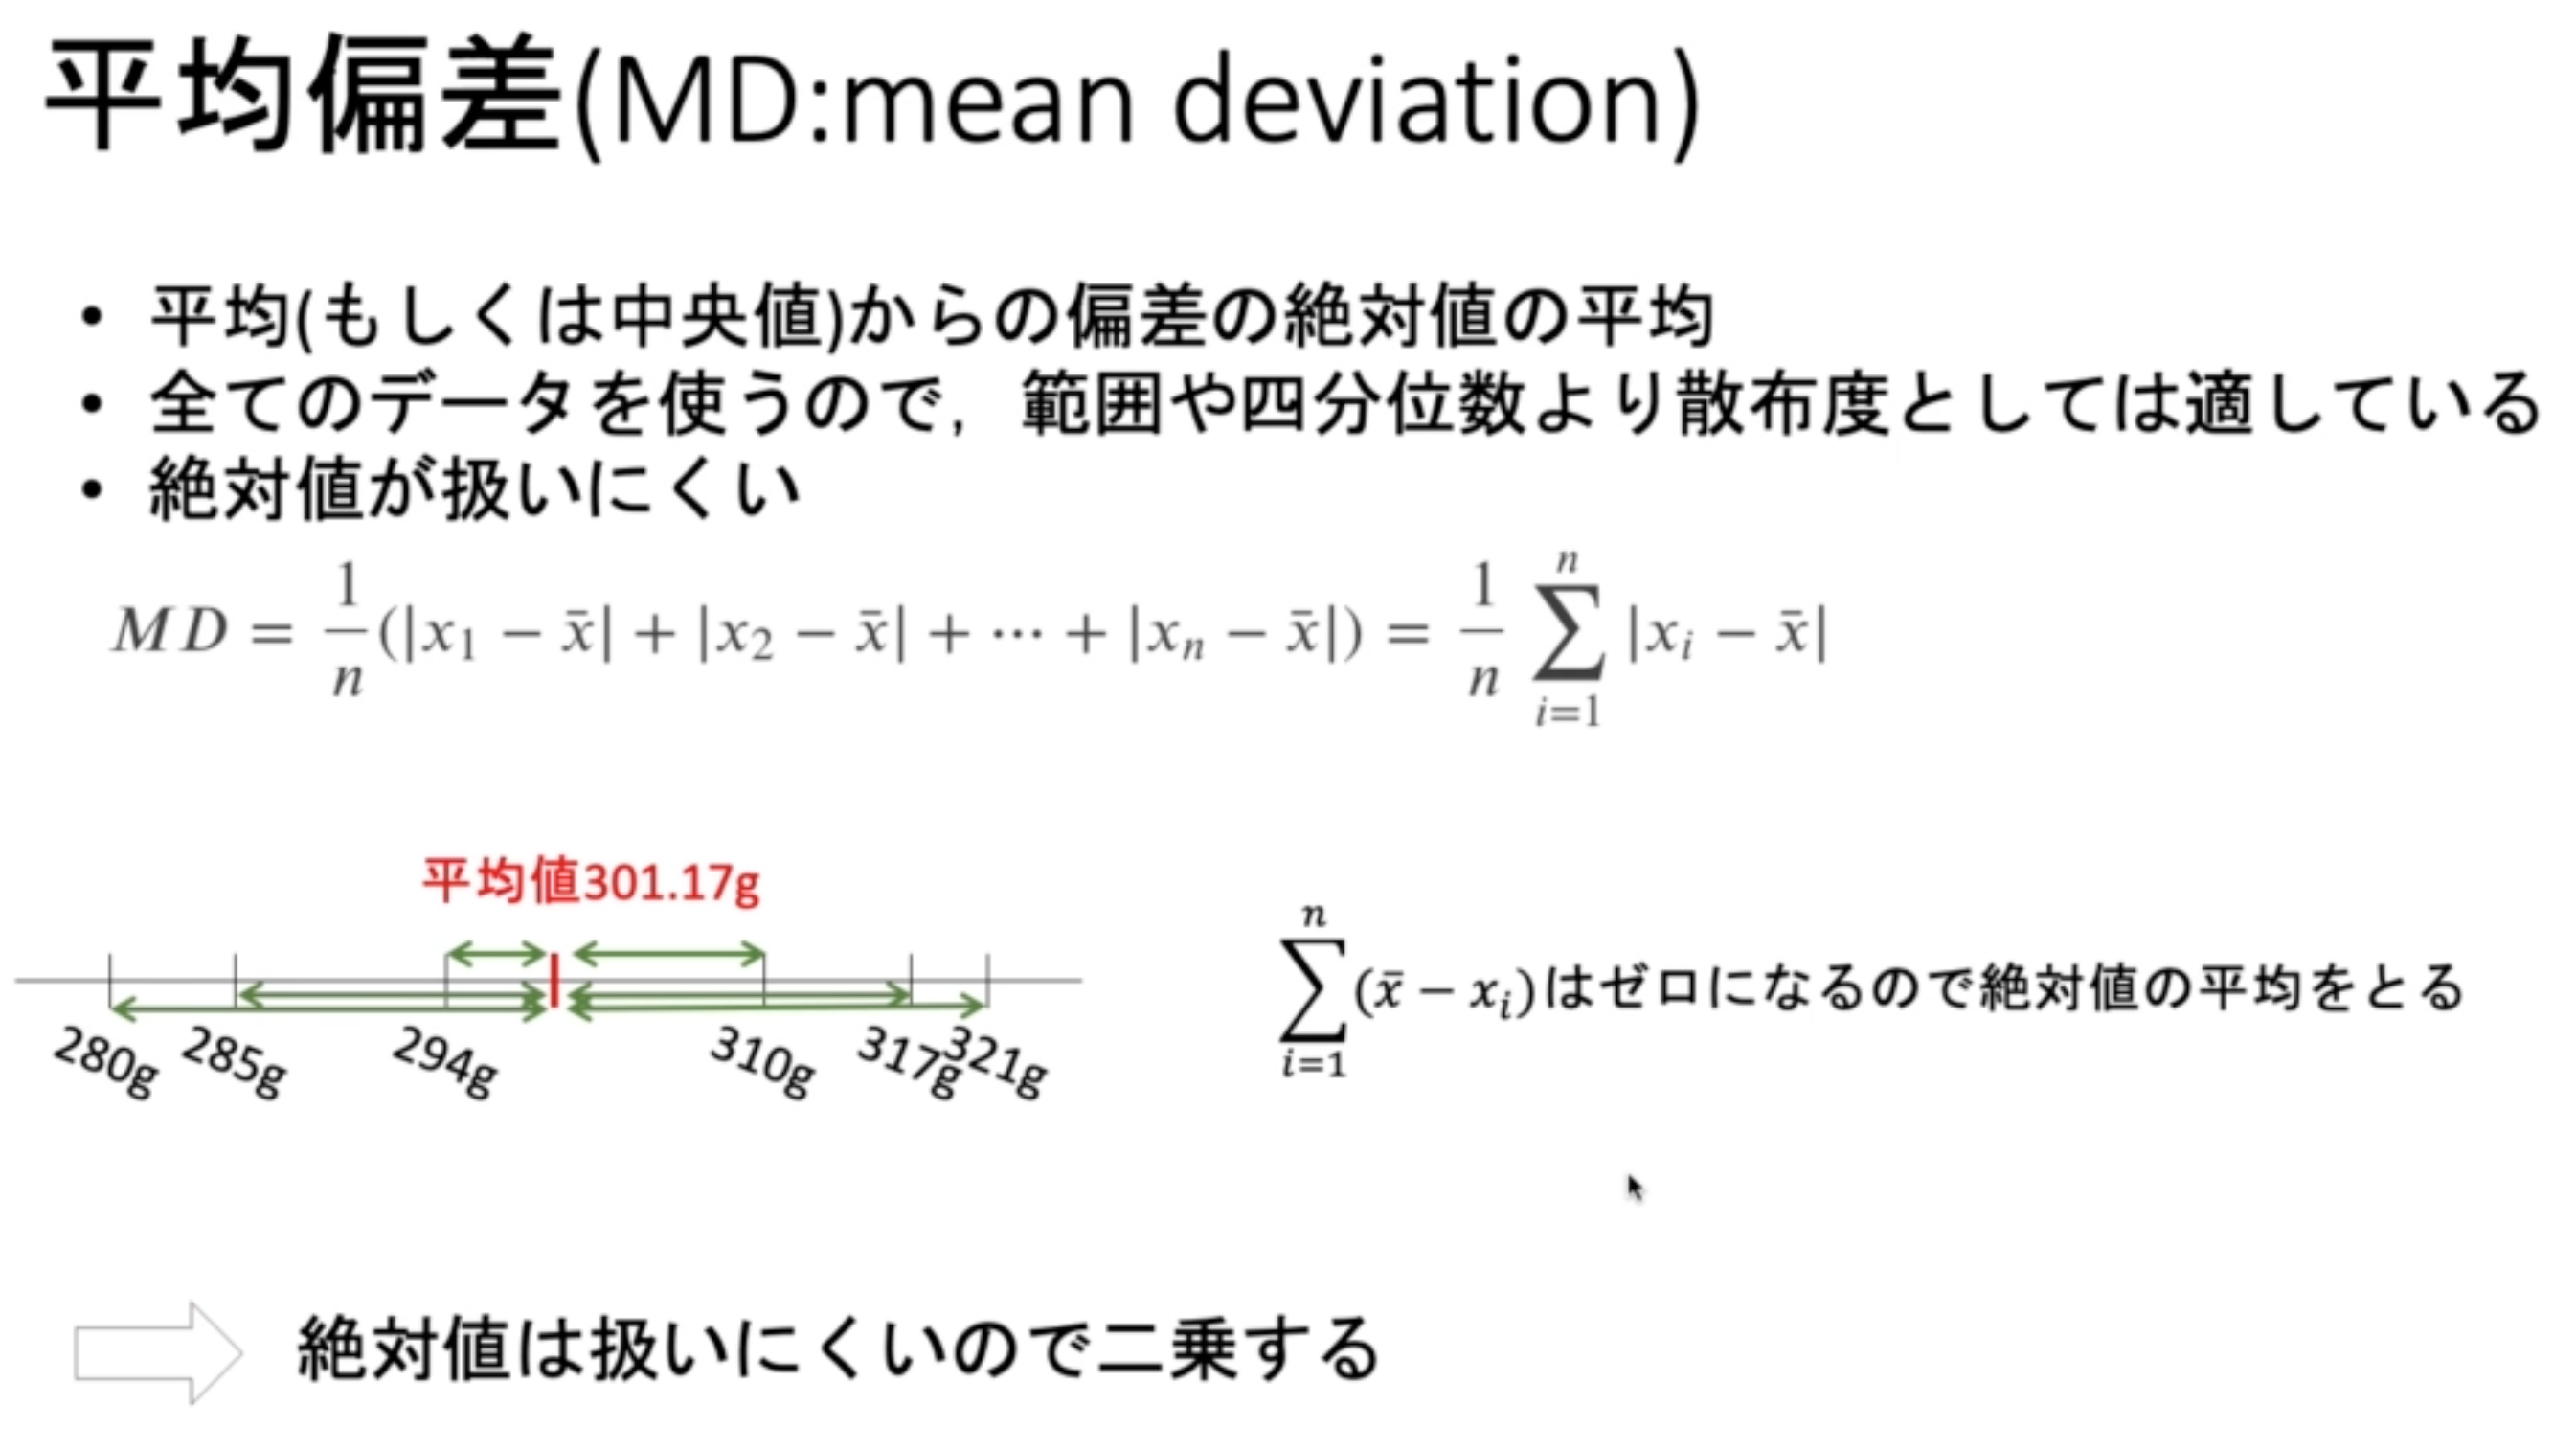 平均偏差(MD:mean deviation)
• 平均(もしくは中央値)からの偏差の絶対値の平均
• 全てのデータを使うので，範囲や四分位数より散布度としては適している
• 絶対値が扱いにくい
MD = \frac{1}{n}(|x_1 − x̄| + |x_2 − x̄| + ⋯ + |x_n − x̄|) = \frac{1}{n} \sum_{i=1}^{n} |x_i − x̄|
平均値301.17g
280g 285g 294g 310g 317g 321g
\sum_{i=1}^{n} (x̄ − x_i)はゼロになるので絶対値の平均をとる
絶対値は扱いにくいので二乗する